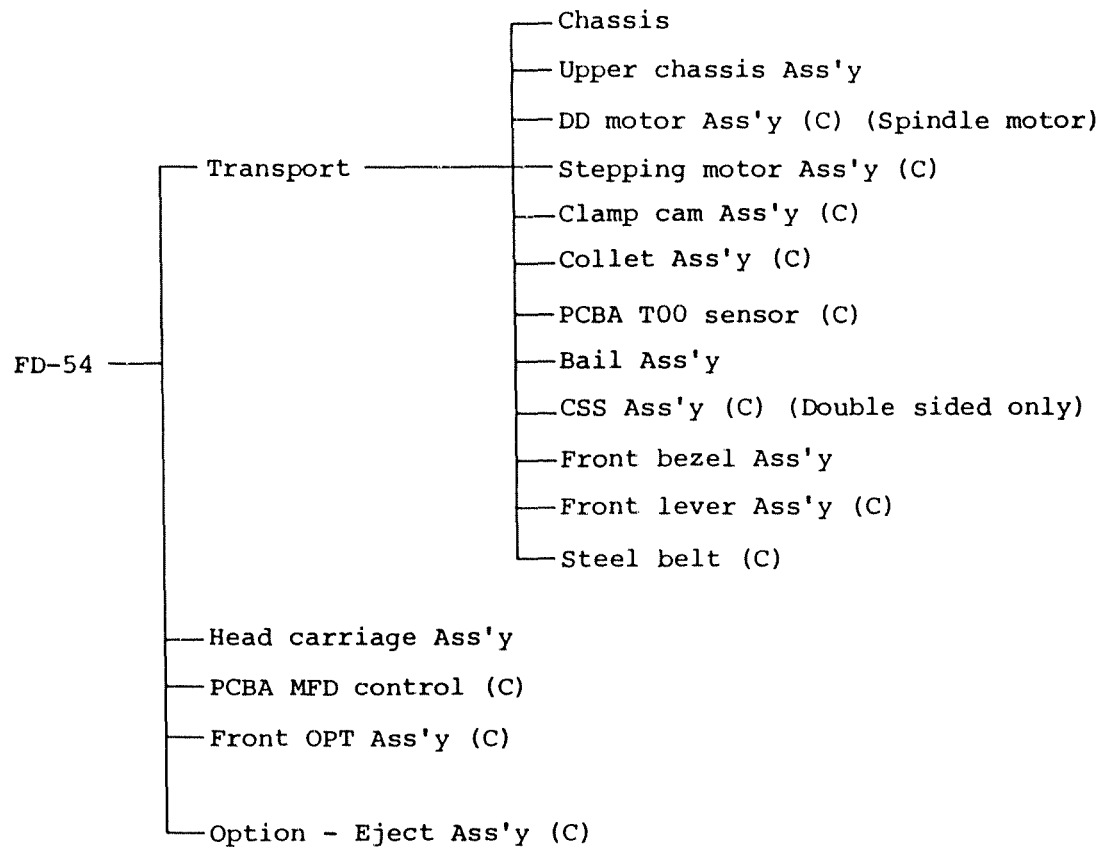 Chassis
Upper chassis Ass'y
DD motor Ass'y (C) (Spindle motor)
Transport
Stepping motor Ass'y (C)
Clamp cam Ass'y (C)
Collet Ass'y (C)
PCBA T00 sensor (C)
FD-54
Bail Ass'y
CSS Ass'y (C) (Double sided only)
Front bezel Ass'y
Front lever Ass'y (C)
Steel belt (C)
Head carriage Ass'y
PCBA MFD control (C)
Front OPT Ass'y (C)
Option - Eject Ass'y (C)